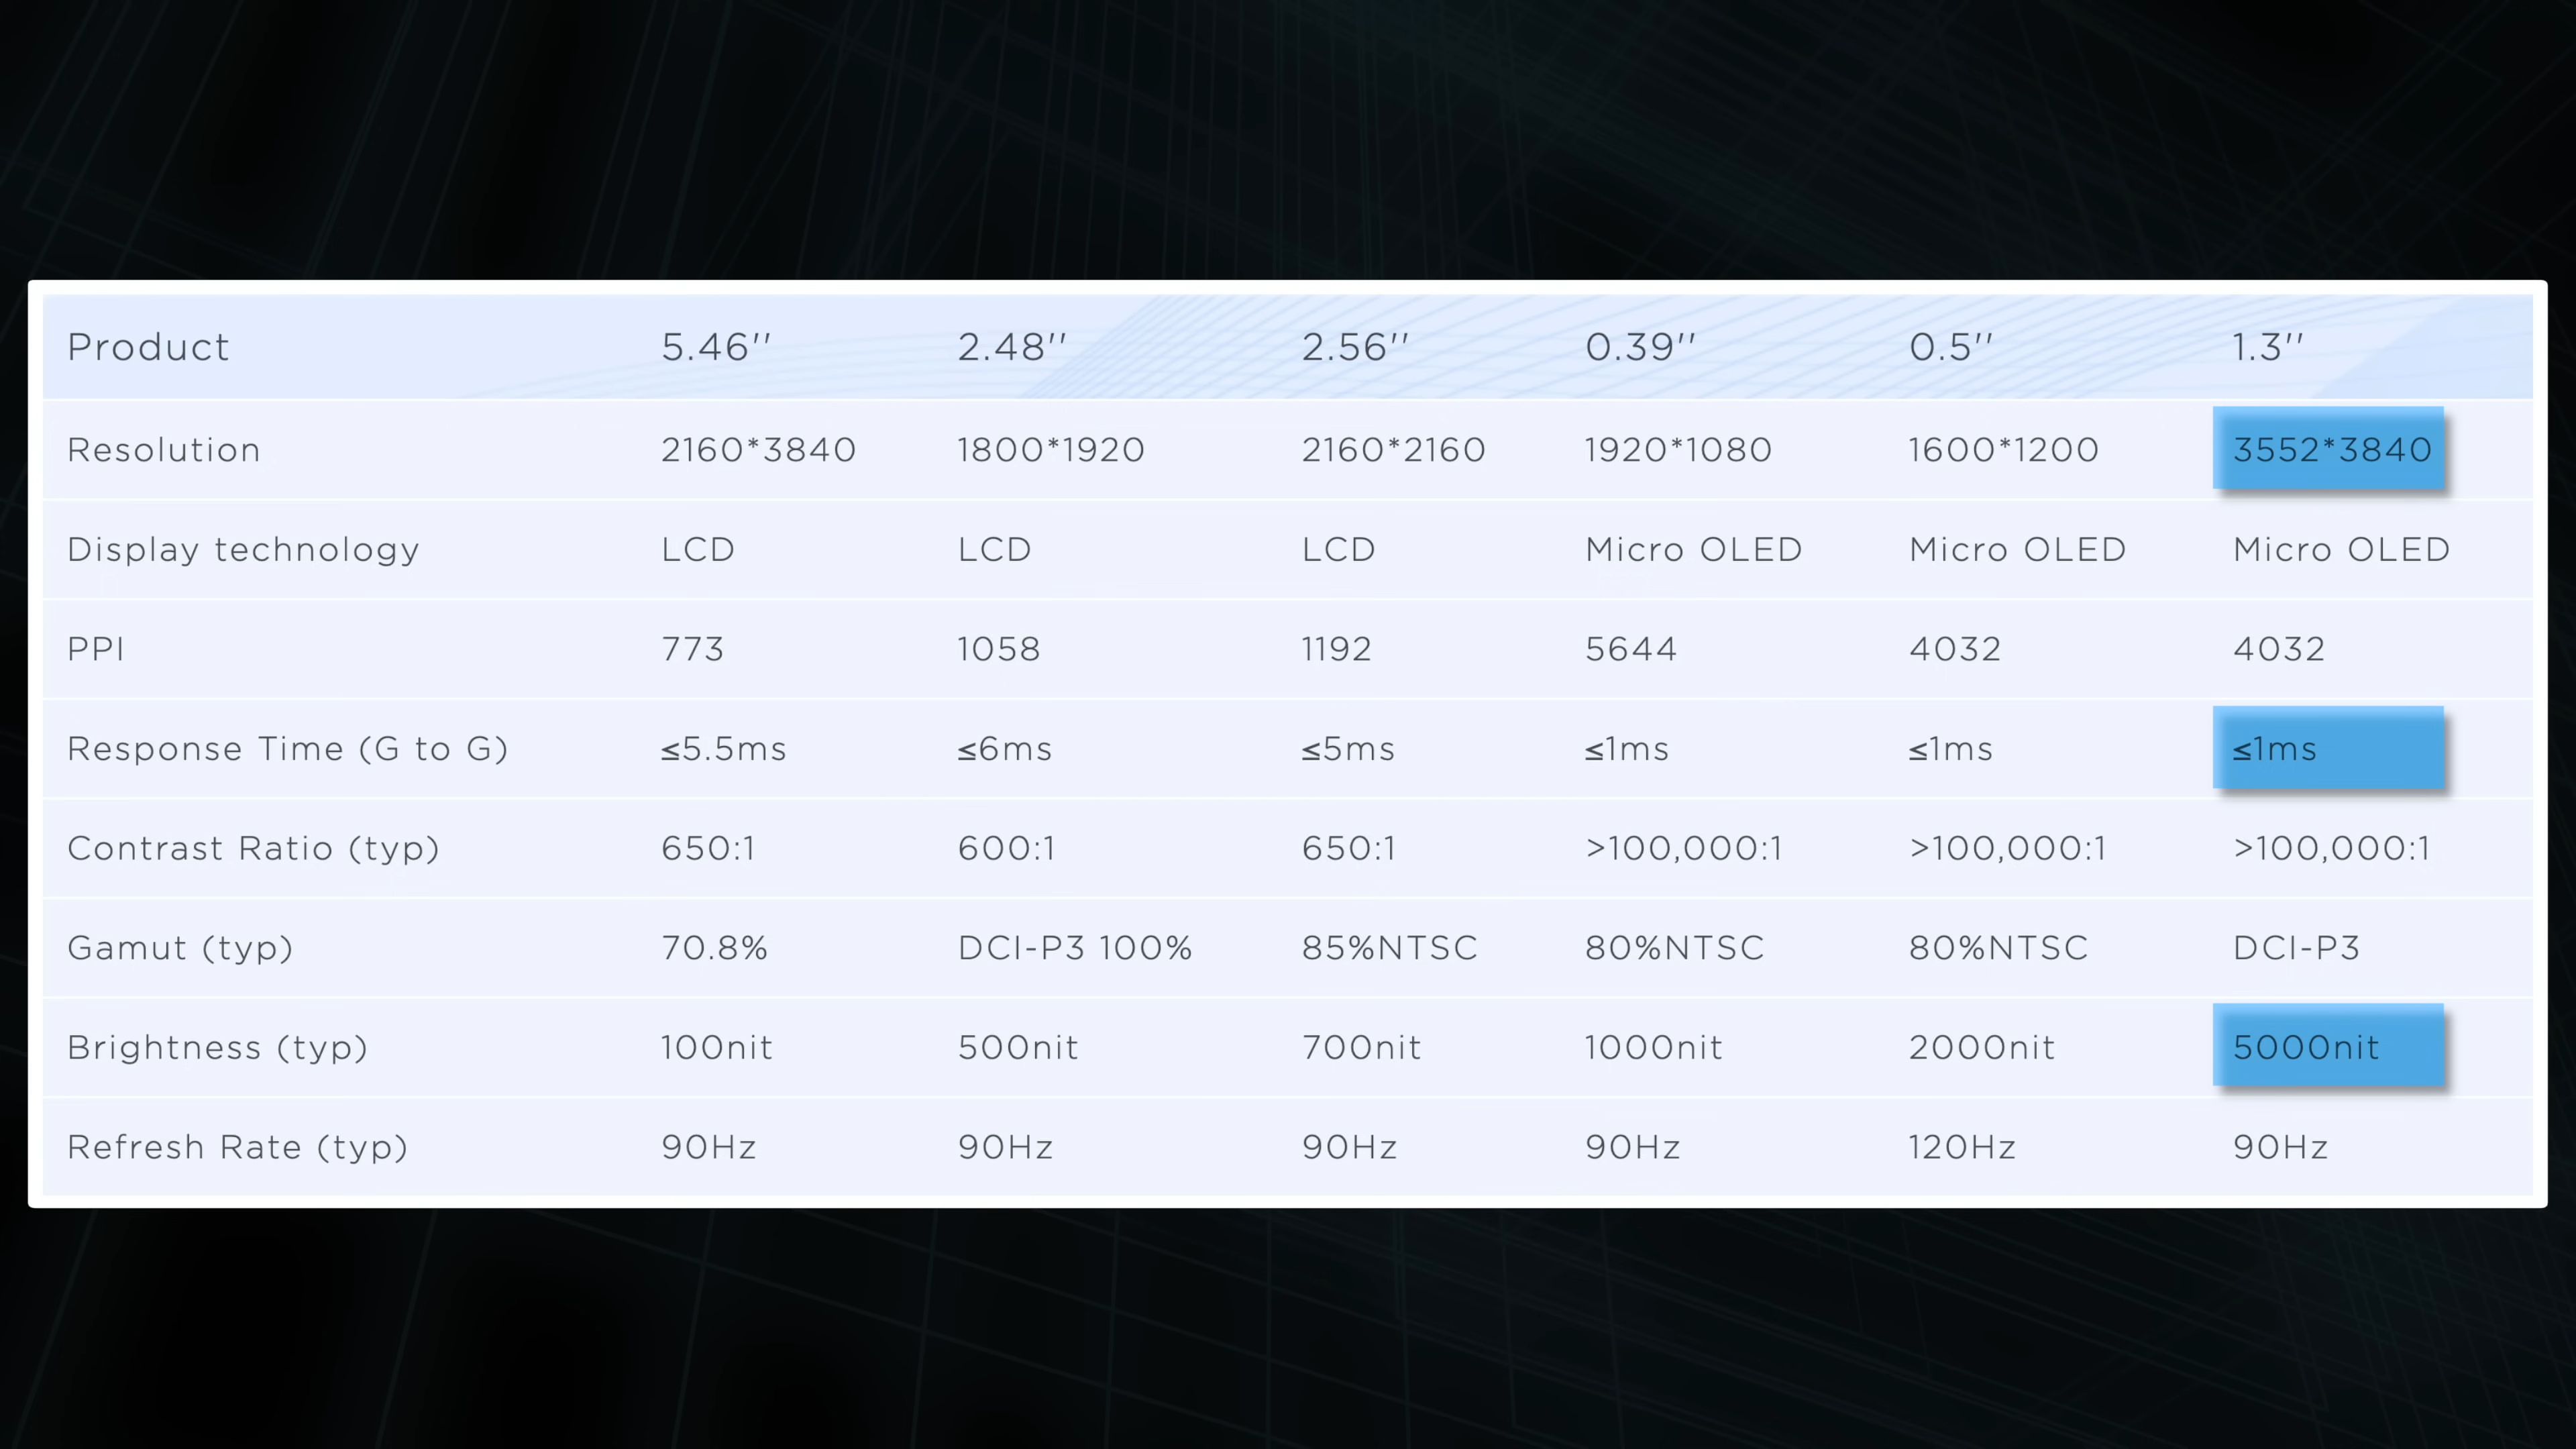 Product 5.46'' 2.48'' 2.56'' 0.39'' 0.5'' 1.3''
Resolution 2160*3840 1800*1920 2160*2160 1920*1080 1600*1200 3552*3840
Display technology LCD LCD LCD Micro OLED Micro OLED Micro OLED
PPI 773 1058 1192 5644 4032 4032
Response Time (G to G) ≤5.5ms ≤6ms ≤5ms ≤1ms ≤1ms ≤1ms
Contrast Ratio (typ) 650:1 600:1 650:1 >100,000:1 >100,000:1 >100,000:1
Gamut (typ) 70.8% DCI-P3 100% 85%NTSC 80%NTSC 80%NTSC DCI-P3
Brightness (typ) 100nit 500nit 700nit 1000nit 2000nit 5000nit
Refresh Rate (typ) 90Hz 90Hz 90Hz 90Hz 120Hz 90Hz